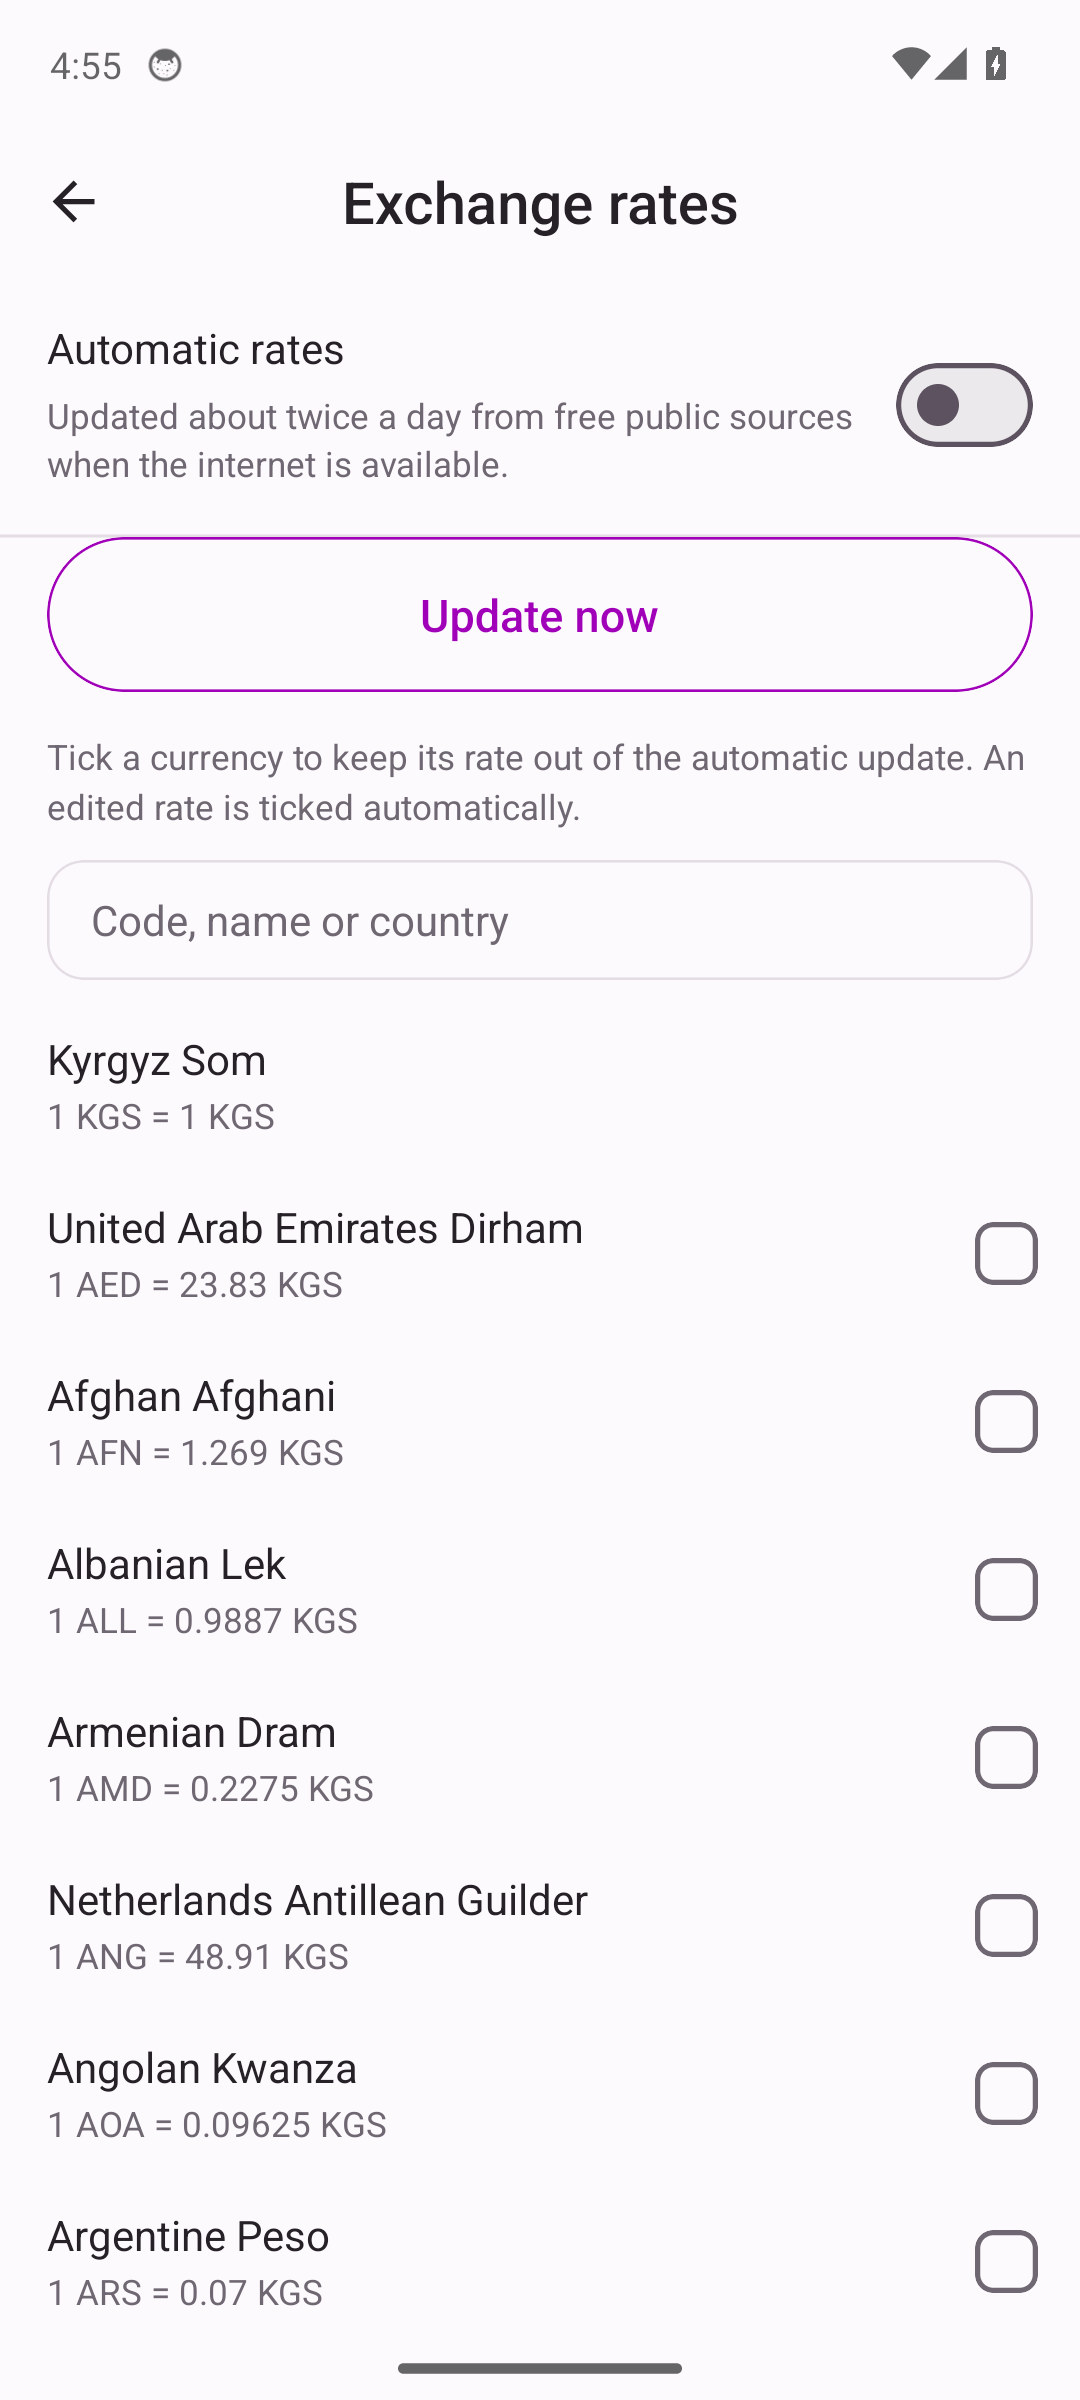 4:55
Exchange rates
Automatic rates
Updated about twice a day from free public sources
when the internet is available.
Update now
Tick a currency to keep its rate out of the automatic update. An
edited rate is ticked automatically.
Code, name or country
Kyrgyz Som
1 KGS = 1 KGS
United Arab Emirates Dirham
1 AED = 23.83 KGS
Afghan Afghani
1 AFN = 1.269 KGS
Albanian Lek
1 ALL = 0.9887 KGS
Armenian Dram
1 AMD = 0.2275 KGS
Netherlands Antillean Guilder
1 ANG = 48.91 KGS
Angolan Kwanza
1 AOA = 0.09625 KGS
Argentine Peso
1 ARS = 0.07 KGS